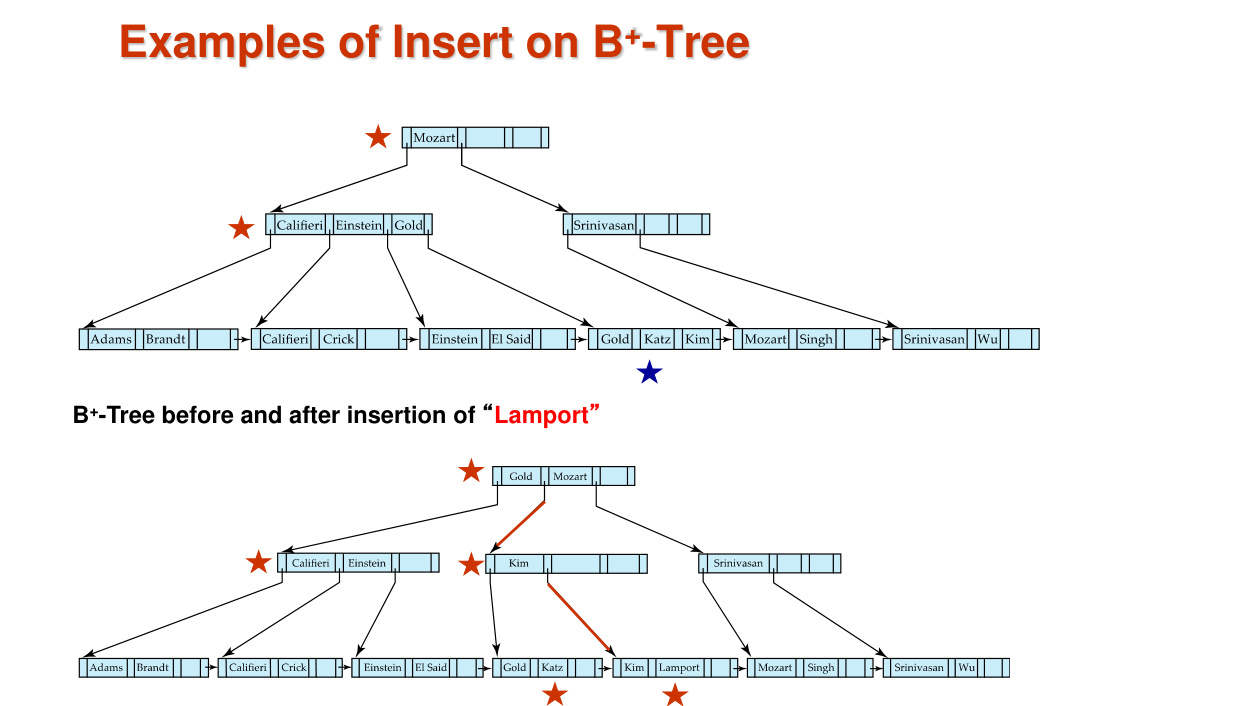 Examples of Insert on B+-Tree
Mozart
Califieri Einstein Gold
Srinivasan
Adams Brandt
Califieri Crick
Einstein El Said
Gold Katz Kim
Mozart Singh
Srinivasan Wu
B+-Tree before and after insertion of “Lamport”
Gold Mozart
Califieri Einstein
Kim
Srinivasan
Adams Brandt
Califieri Crick
Einstein El Said
Gold Katz
Kim Lamport
Mozart Singh
Srinivasan Wu